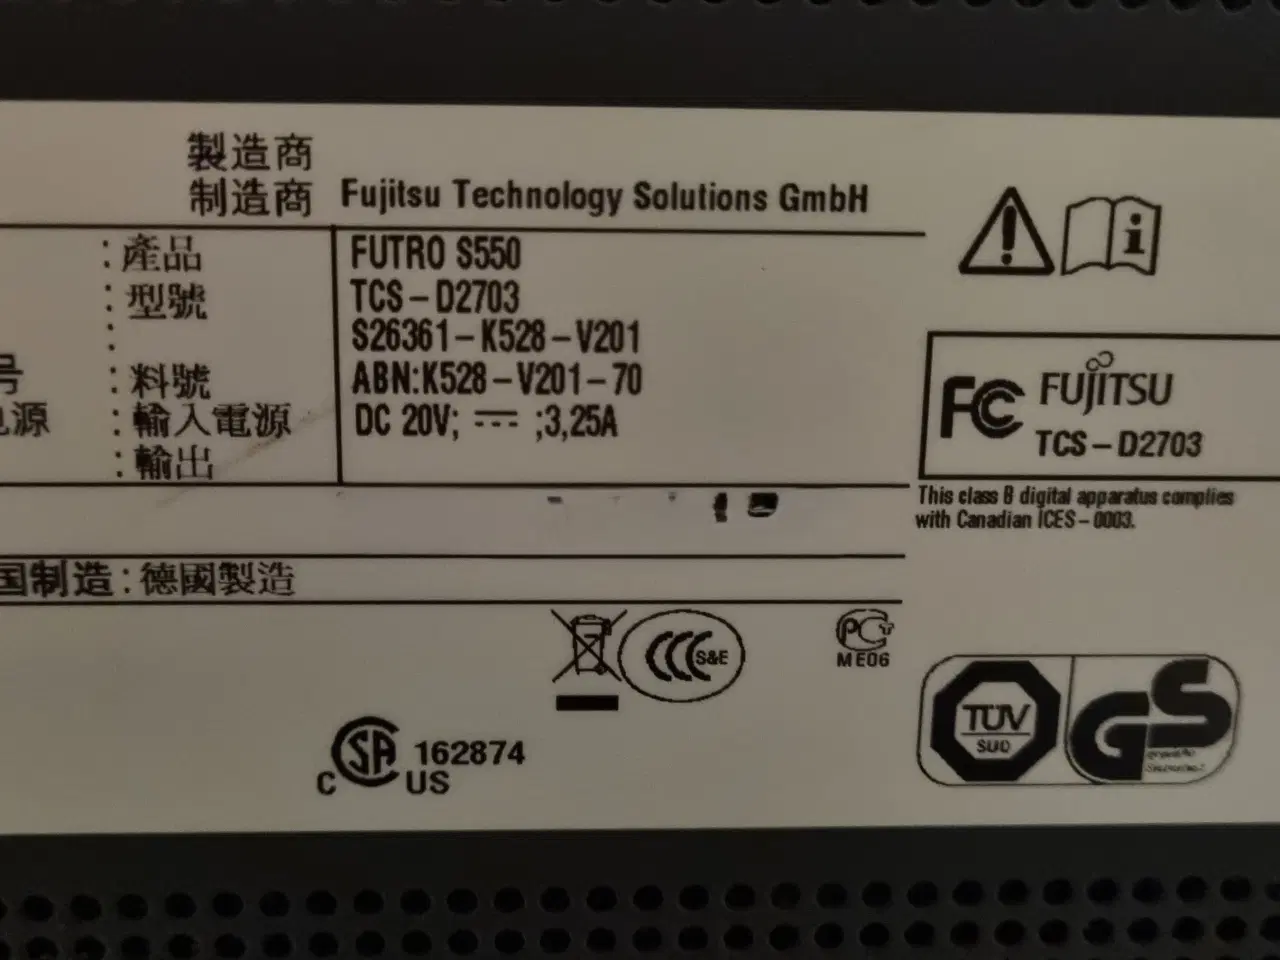 製造商
制造商 Fujitsu Technology Solutions GmbH
: 產品 FUTRO S550
: 型號 TCS-D2703
: S26361-K528-V201
号 : 料號 ABN:K528-V201-70
源 : 輸入電源 DC 20V; ;3,25A
: 輸出
国制造 : 德國製造
FC FUJITSU
TCS-D2703
This class B digital apparatus complies
with Canadian ICES-0003.
CCC S&E
ME06
C SA 162874
C US
TÜV
SÜD
GS